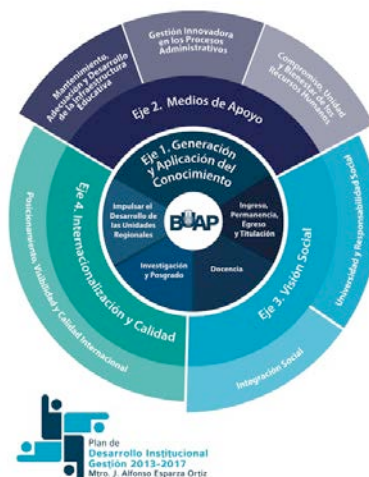 Gestión Innovadora
en los Procesos
Administrativos
Mantenimiento,
Adecuación y Desarrollo
de la Infraestructura
Educativa
Compromiso, Unidad
y Bienestar de los
Recursos Humanos
Eje 2. Medios de Apoyo
Eje 1. Generación
y Aplicación del
Conocimiento
Impulsar el
Desarrollo de
las Unidades
Regionales
BUAP
Ingreso,
Permanencia,
Egreso
y Titulación
Investigación
y Posgrado
Docencia
Eje 4. Internacionalización y Calidad
Posicionamiento, Visibilidad y Calidad Internacional
Eje 3. Visión Social
Universidad y Responsabilidad Social
Integración Social
Plan de
Desarrollo Institucional
Gestión 2013-2017
Mtro. J. Alfonso Esparza Ortiz